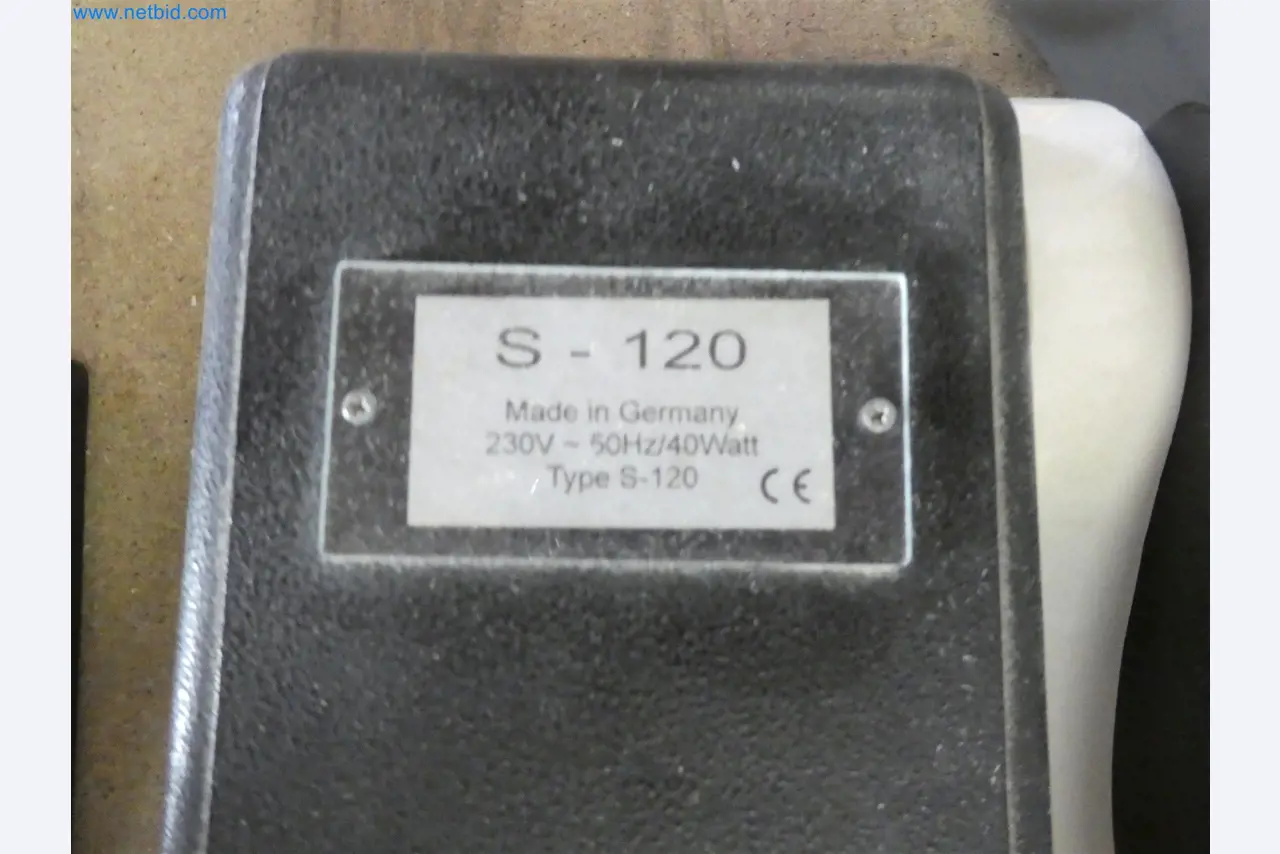 www.netbid.com
S - 120
Made in Germany
230V ~ 50Hz/40Watt
Type S-120
CE